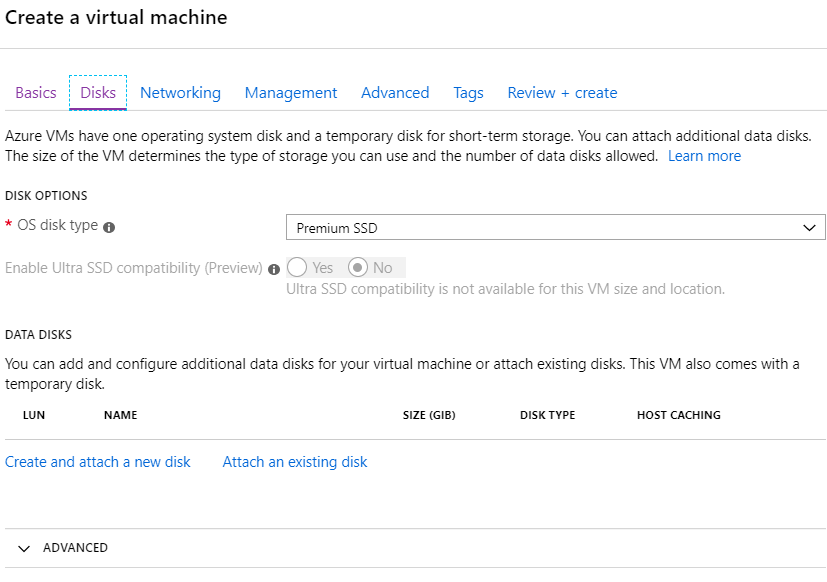 Create a virtual machine
Basics Disks Networking Management Advanced Tags Review + create
Azure VMs have one operating system disk and a temporary disk for short-term storage. You can attach additional data disks.
The size of the VM determines the type of storage you can use and the number of data disks allowed. Learn more
DISK OPTIONS
* OS disk type Premium SSD
Enable Ultra SSD compatibility (Preview) Yes No
Ultra SSD compatibility is not available for this VM size and location.
DATA DISKS
You can add and configure additional data disks for your virtual machine or attach existing disks. This VM also comes with a
temporary disk.
LUN NAME SIZE (GIB) DISK TYPE HOST CACHING
Create and attach a new disk Attach an existing disk
ADVANCED